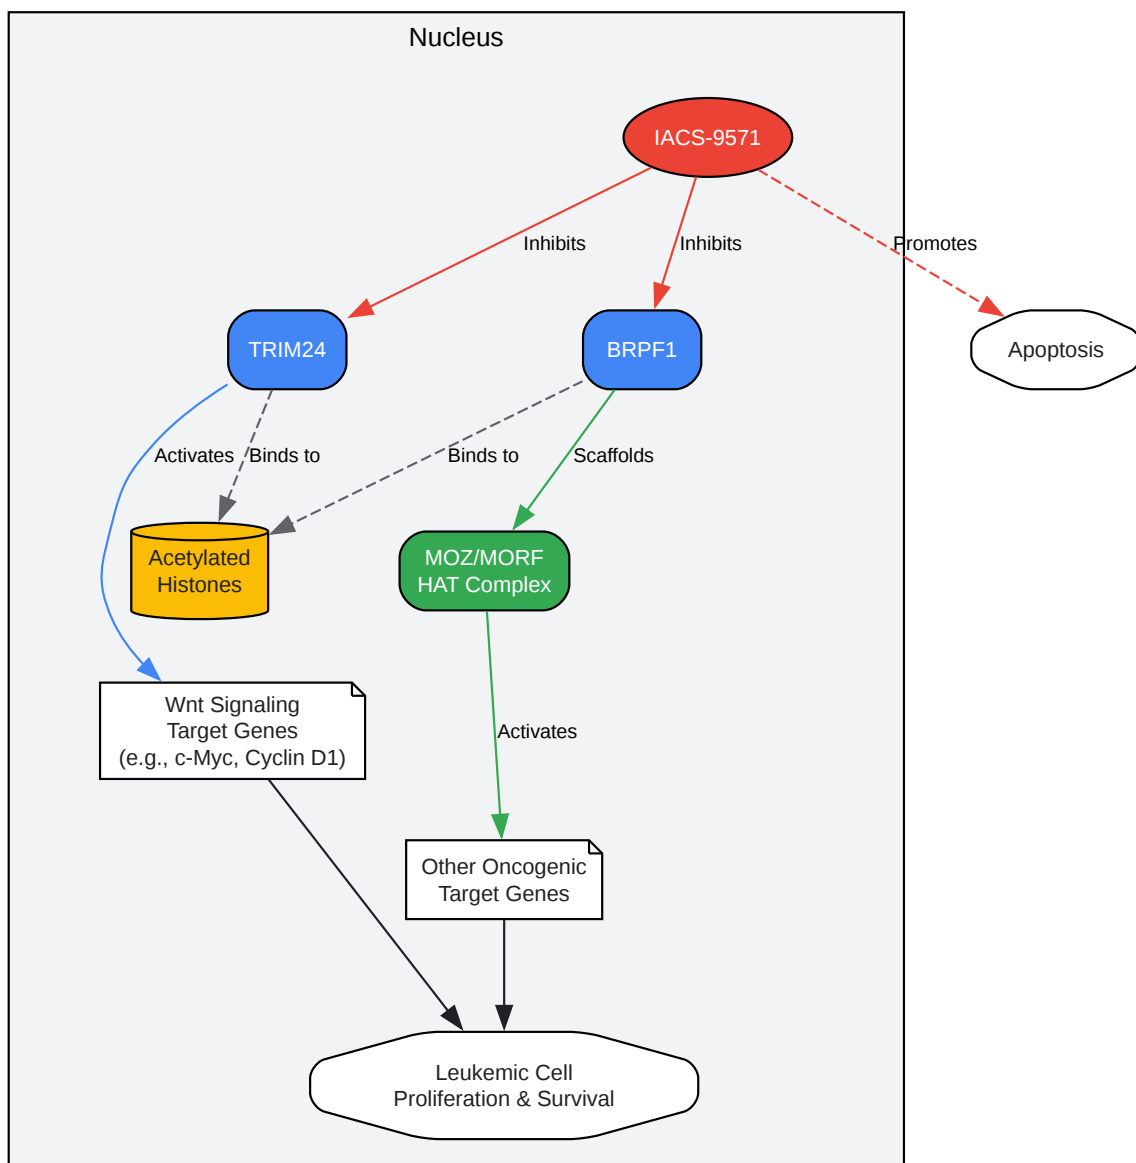 Nucleus
IACS-9571
Inhibits
Inhibits
Promotes
TRIM24
BRPF1
Apoptosis
Activates
Binds to
Binds to
Scaffolds
Acetylated
Histones
MOZ/MORF
HAT Complex
Wnt Signaling
Target Genes
(e.g., c-Myc, Cyclin D1)
Activates
Other Oncogenic
Target Genes
Leukemic Cell
Proliferation & Survival